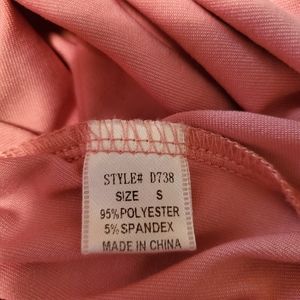 STYLE# D738
SIZE S
95%POLYESTER
5%SPANDEX
MADE IN CHINA